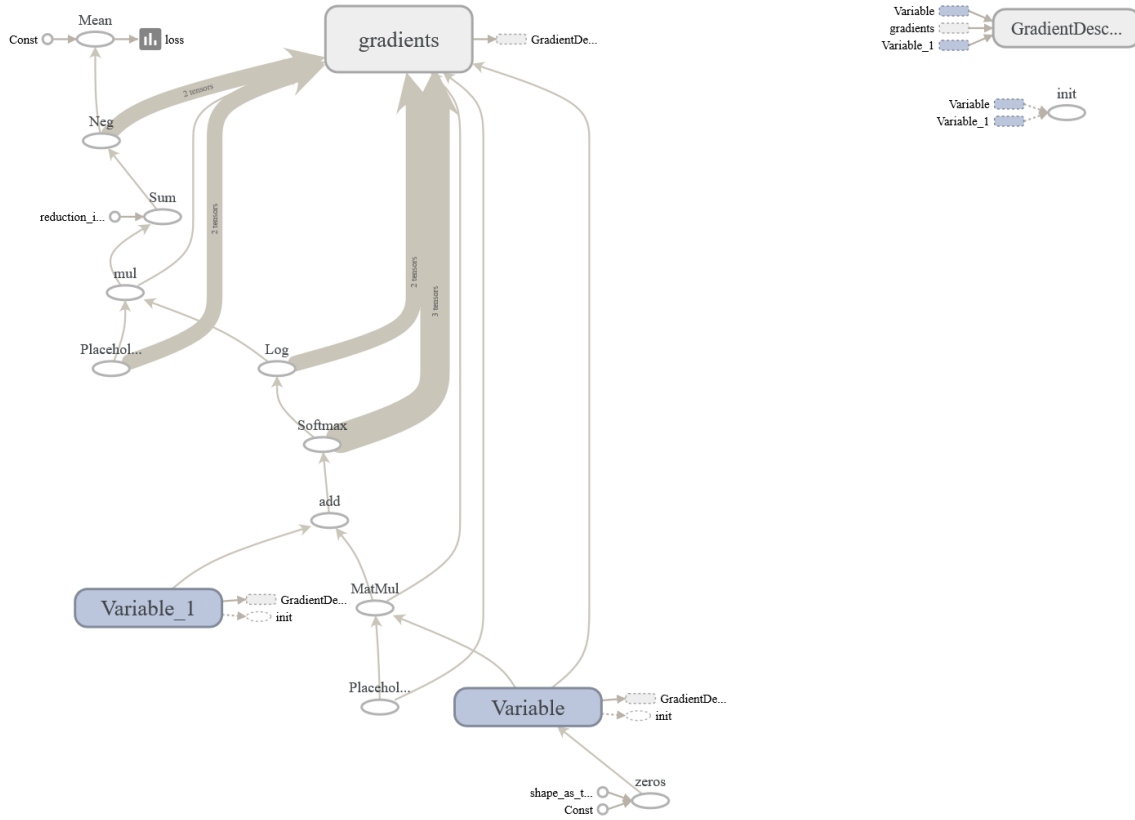 Mean
Const
loss
gradients
GradientDe...
Variable
gradients
Variable_1
GradientDesc...
2 tensors
init
Variable
Variable_1
Neg
Sum
reduction_i...
2 tensors
mul
2 tensors
3 tensors
Placehol...
Log
Softmax
add
MatMul
Variable_1
GradientDe...
init
Placehol...
Variable
GradientDe...
init
zeros
shape_as_t...
Const